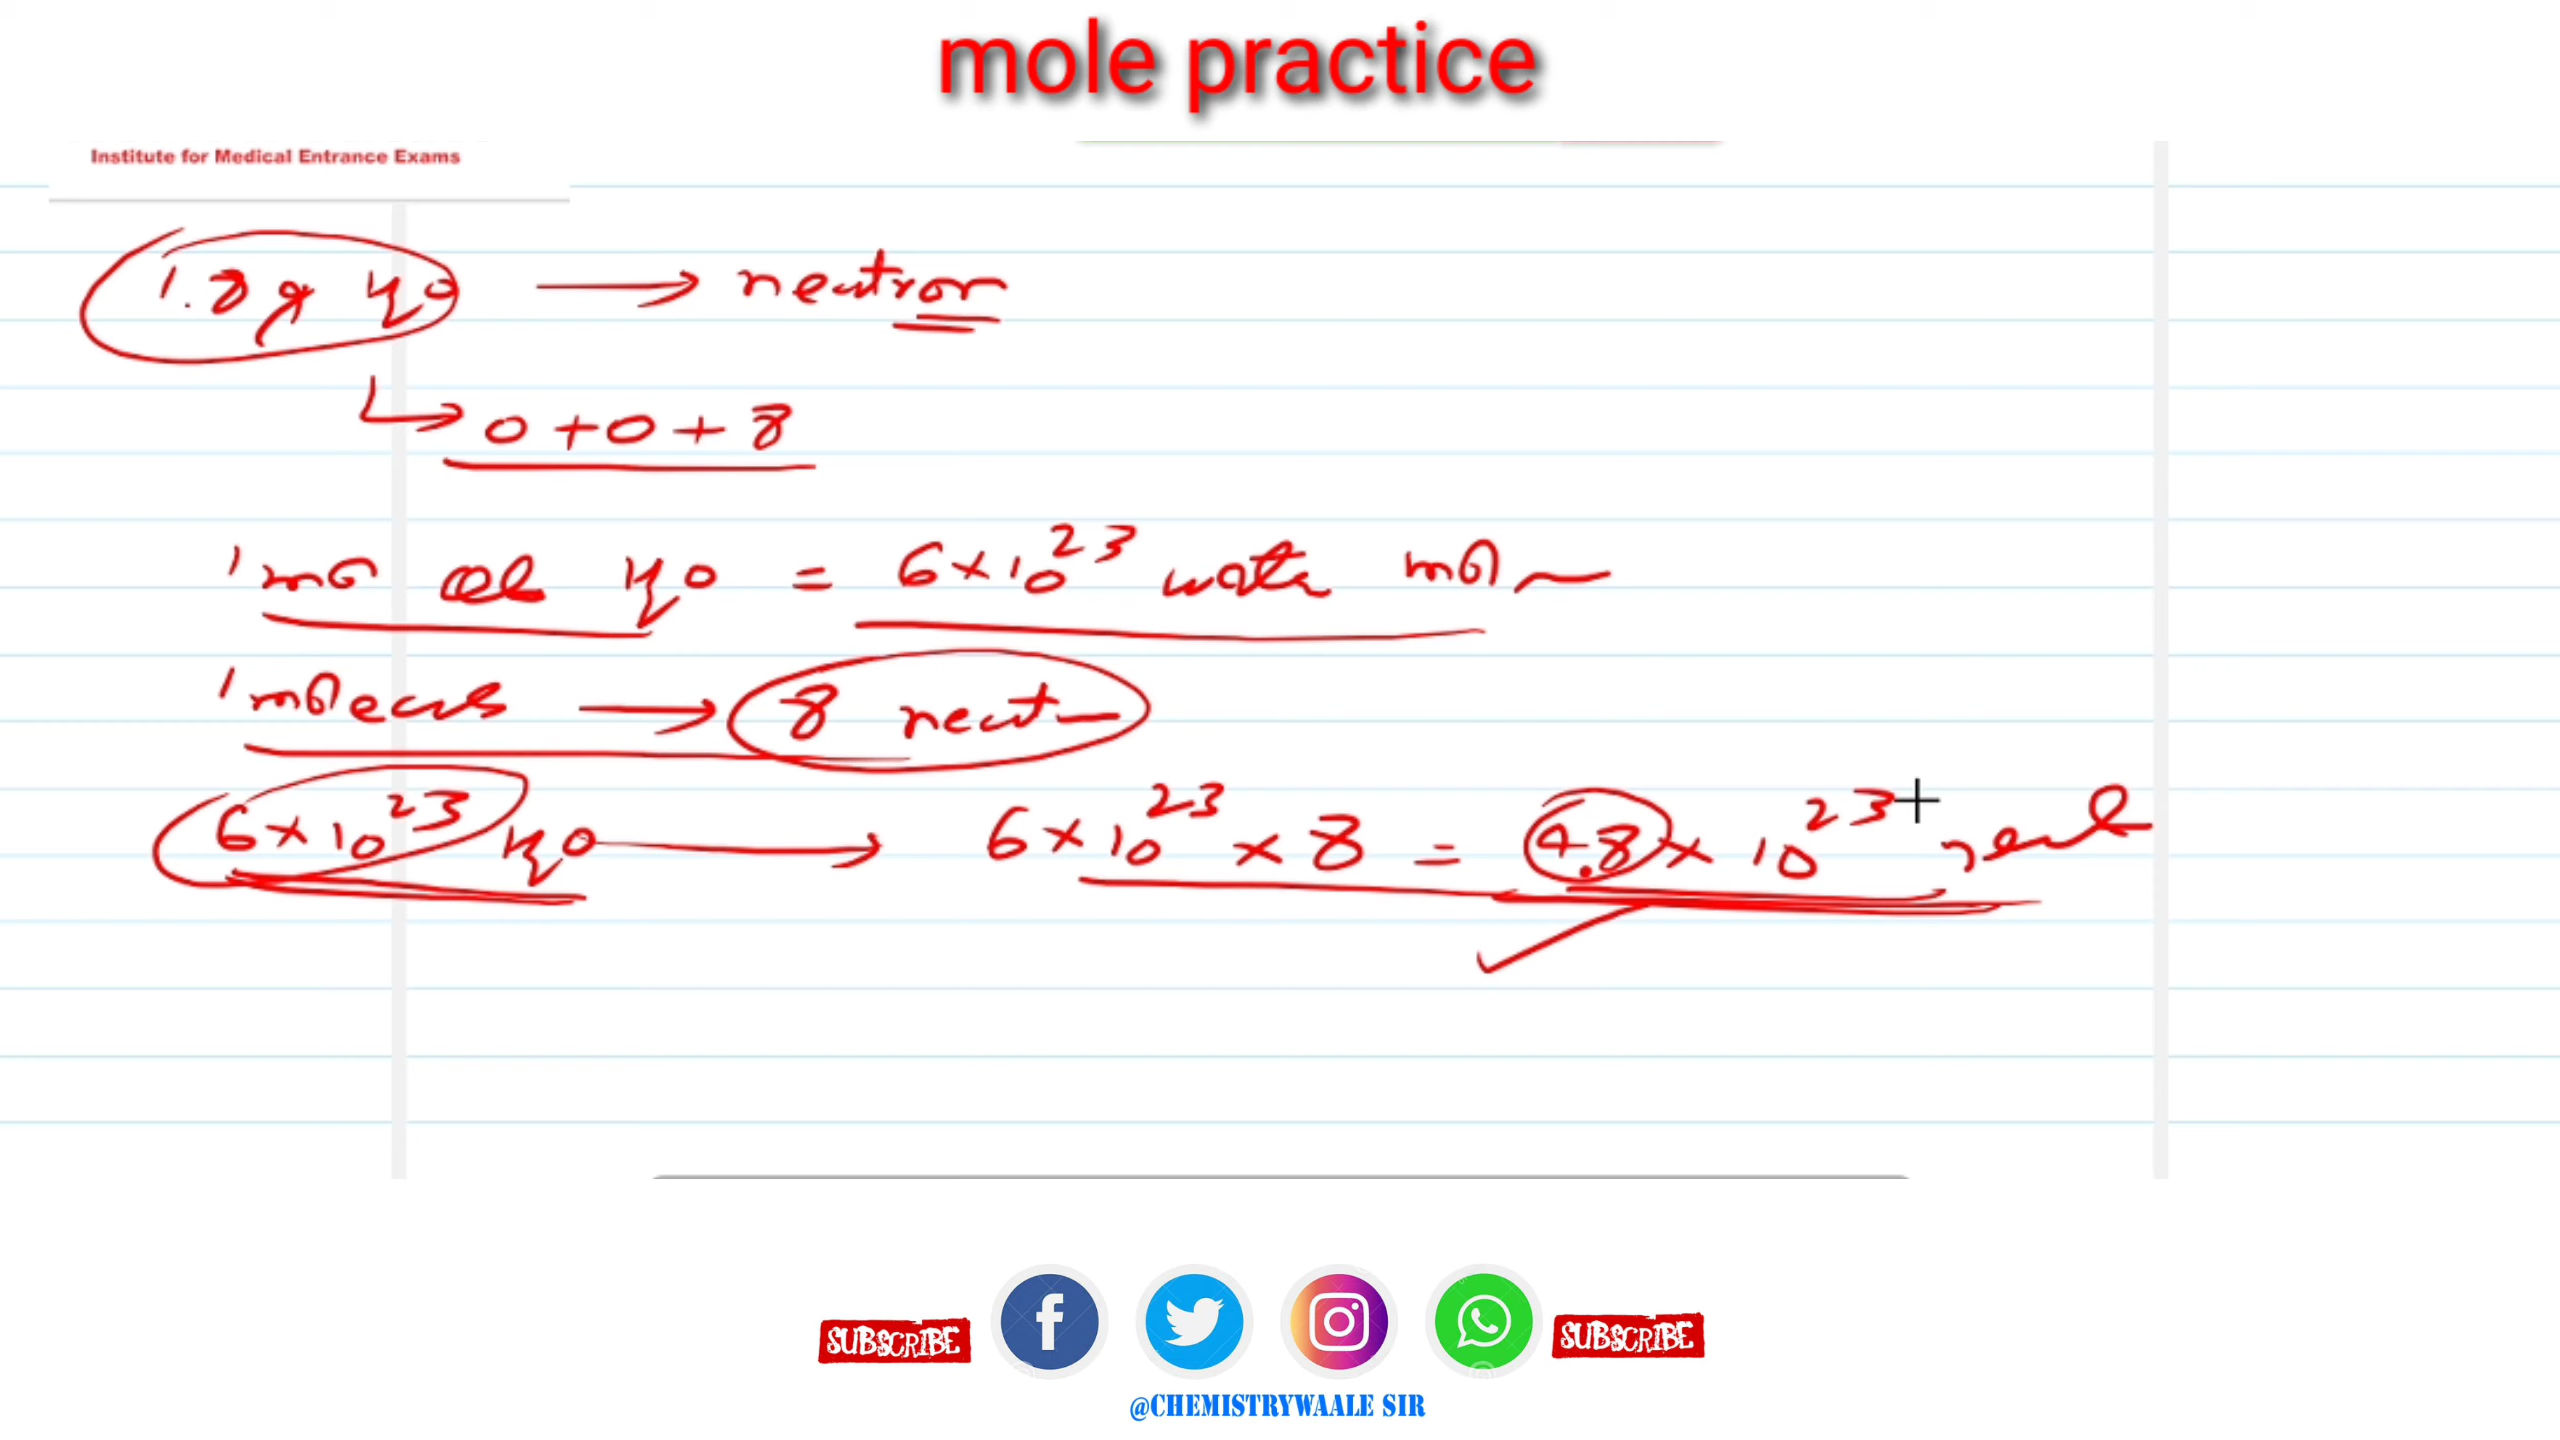 mole practice
Institute for Medical Entrance Exams
1.8g H2O → neutron
0+0+8
1 mol H2O = 6×10^23 water mol
1 molecule → 8 neut
6×10^23 H2O → 6×10^23 × 8 = 4.8×10^23 neut
SUBSCRIBE SUBSCRIBE
@CHEMISTRYWAALE SIR